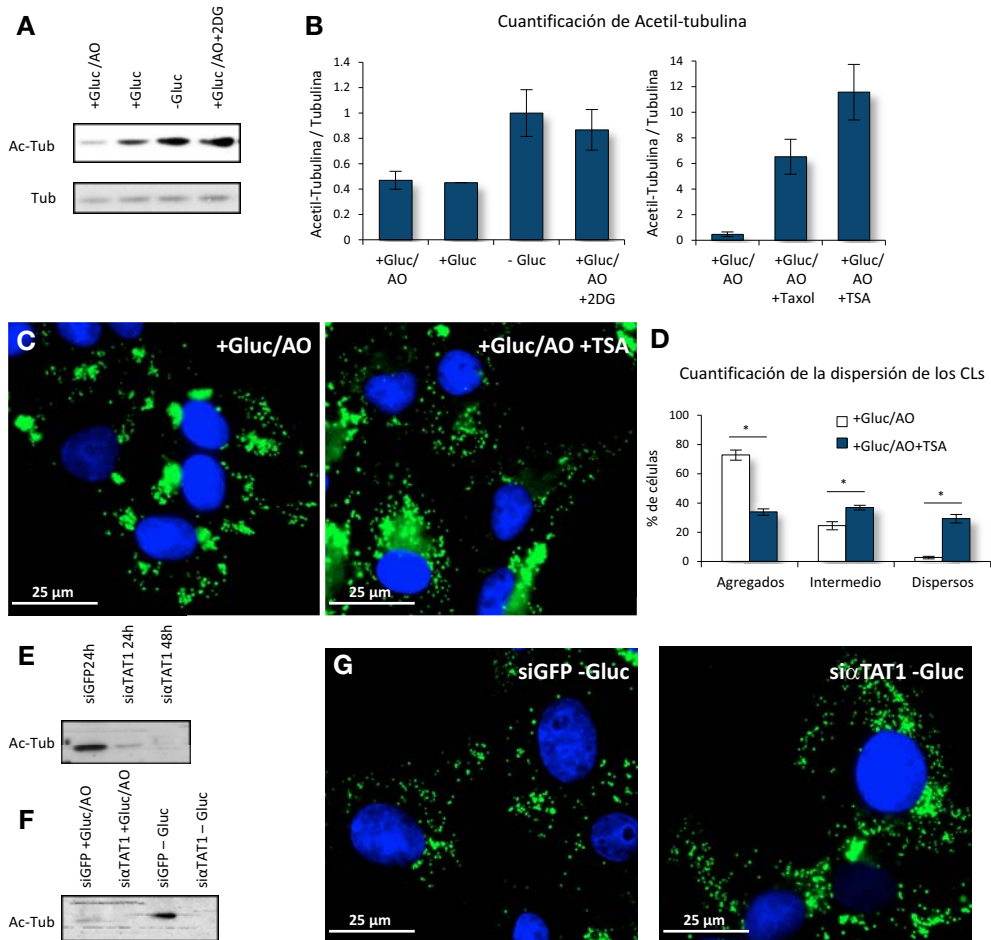 A
+Gluc/AO
+Gluc
-Gluc
+Gluc/AO+2DG
Ac-Tub
Tub
B
Cuantificación de Acetil-tubulina
Acetil-Tubulina / Tubulina
1.4
1.2
1
0.8
0.6
0.4
0.2
0
+Gluc/
AO
+Gluc
- Gluc
+Gluc/
AO
+2DG
Acetil-Tubulina / Tubulina
14
12
10
8
6
4
2
0
+Gluc/
AO
+Gluc/
AO
+Taxol
+Gluc/
AO
+TSA
C
+Gluc/AO
25 µm
+Gluc/AO +TSA
25 µm
D
Cuantificación de la dispersión de los CLs
% de células
100
80
60
40
20
0
+Gluc/AO
+Gluc/AO+TSA
*
*
*
Agregados
Intermedio
Dispersos
E
siGFP24h
siαTAT1 24h
siαTAT1 48h
Ac-Tub
F
siGFP +Gluc/AO
siαTAT1 +Gluc/AO
siGFP – Gluc
siαTAT1 – Gluc
Ac-Tub
G
siGFP -Gluc
25 µm
siαTAT1 -Gluc
25 µm